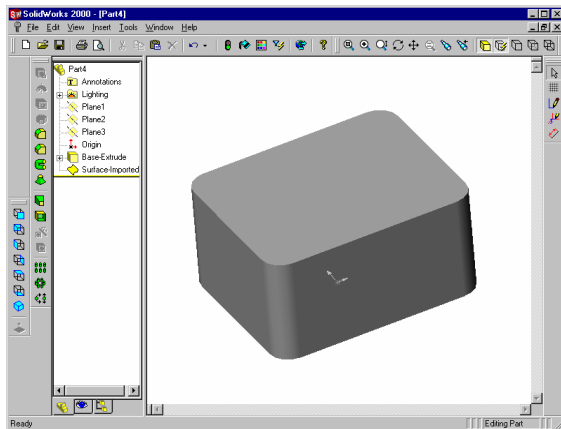 SW SolidWorks 2000 - [Part4]
File Edit View Insert Tools Window Help
Part4
Annotations
Lighting
Plane1
Plane2
Plane3
Origin
Base-Extrude
Surface-Imported
Ready
Editing Part